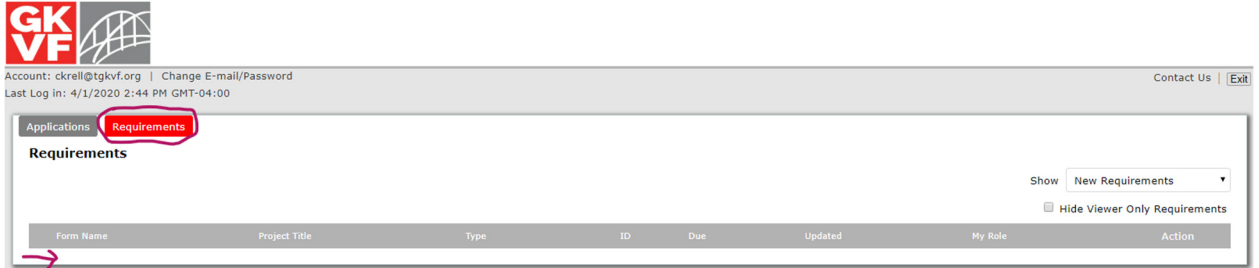 GK
VF
Account: ckrell@tgkvf.org | Change E-mail/Password
Contact Us | Exit
Last Log in: 4/1/2020 2:44 PM GMT-04:00
Applications Requirements
Requirements
Show New Requirements
Hide Viewer Only Requirements
Form Name Project Title Type ID Due Updated My Role Action